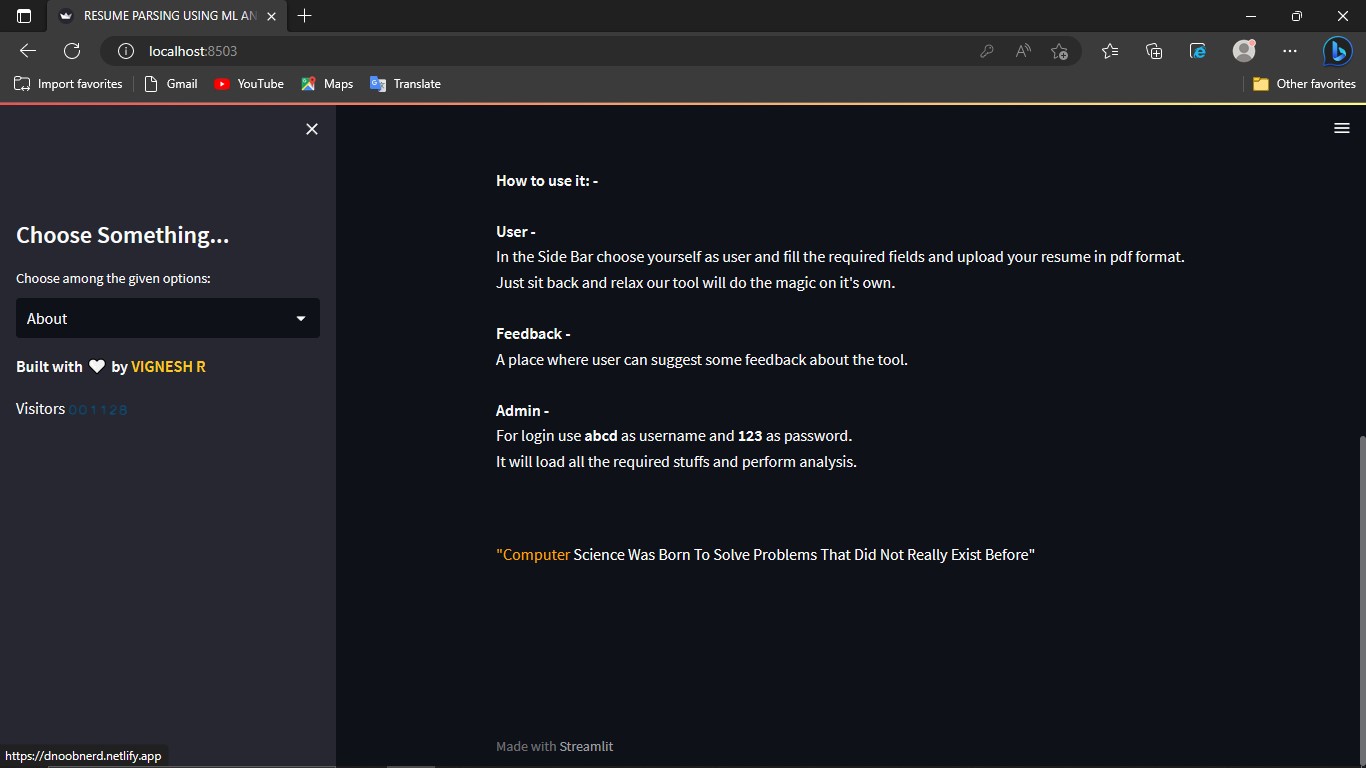 RESUME PARSING USING ML AN
localhost:8503
Import favorites
Gmail
YouTube
Maps
Translate
Other favorites
Choose Something...
Choose among the given options:
About
Built with by VIGNESH R
Visitors 001128
How to use it: -
User -
In the Side Bar choose yourself as user and fill the required fields and upload your resume in pdf format.
Just sit back and relax our tool will do the magic on it's own.
Feedback -
A place where user can suggest some feedback about the tool.
Admin -
For login use abcd as username and 123 as password.
It will load all the required stuffs and perform analysis.
"Computer Science Was Born To Solve Problems That Did Not Really Exist Before"
Made with Streamlit
https://dnoobnerd.netlify.app